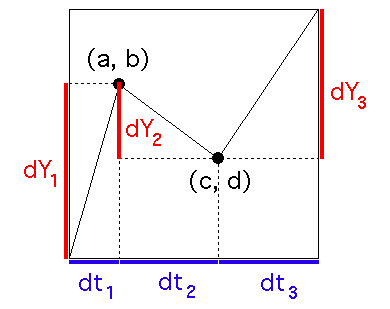 (a, b)
dY₃
dY₂
dY₁
(c, d)
dt₁ dt₂ dt₃